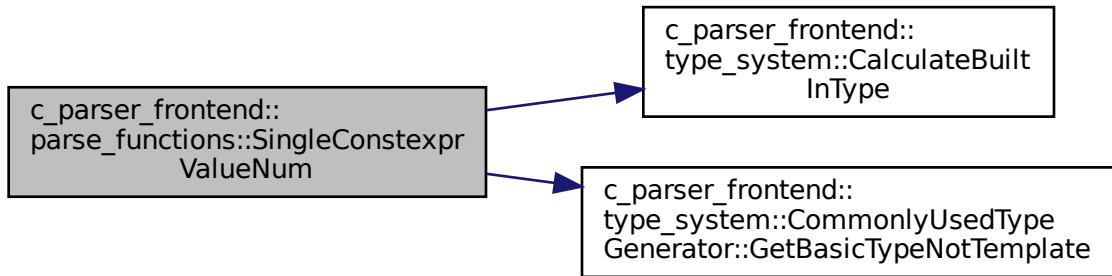 c_parser_frontend::
parse_functions::SingleConstexpr
ValueNum
c_parser_frontend::
type_system::CalculateBuilt
InType
c_parser_frontend::
type_system::CommonlyUsedType
Generator::GetBasicTypeNotTemplate